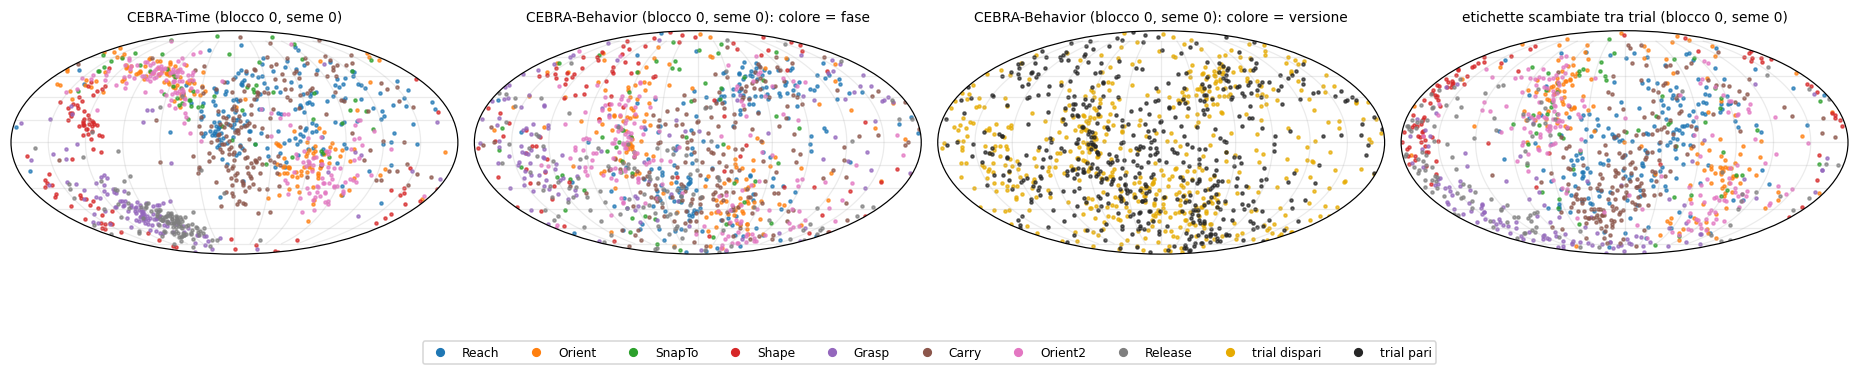 CEBRA-Time (blocco 0, seme 0)
CEBRA-Behavior (blocco 0, seme 0): colore = fase
CEBRA-Behavior (blocco 0, seme 0): colore = versione
etichette scambiate tra trial (blocco 0, seme 0)
Reach Orient SnapTo Shape Grasp Carry Orient2 Release trial dispari trial pari